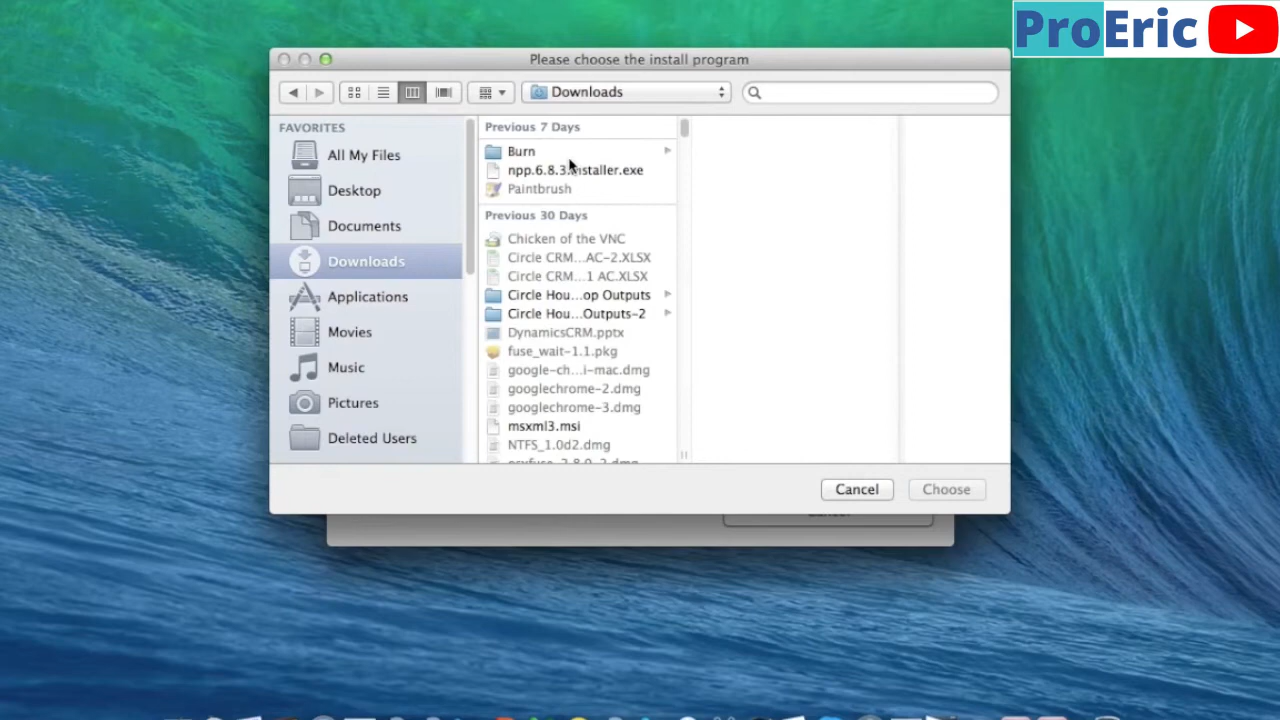 ProEric
Please choose the install program
Downloads
FAVORITES
All My Files
Desktop
Documents
Downloads
Applications
Movies
Music
Pictures
Deleted Users
Previous 7 Days
Burn
npp.6.8.3.installer.exe
Paintbrush
Previous 30 Days
Chicken of the VNC
Circle CRM...AC-2.XLSX
Circle CRM...1 AC.XLSX
Circle Hou...op Outputs
Circle Hou...Outputs-2
DynamicsCRM.pptx
fuse_wait-1.1.pkg
google-ch...i-mac.dmg
googlechrome-2.dmg
googlechrome-3.dmg
msxml3.msi
NTFS_1.0d2.dmg
Cancel
Choose